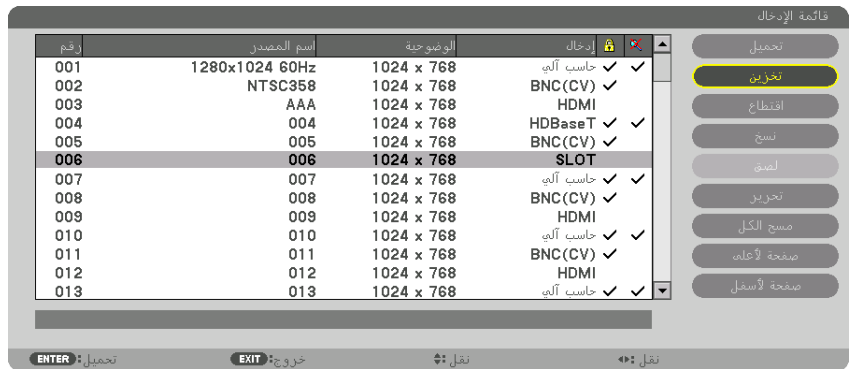 قائمة الإدخال
رقم اسم المصدر الوضوحية إدخال
001 1280x1024 60Hz 1024 x 768 حاسب آلي ✓ ✓
002 NTSC358 1024 x 768 BNC(CV) ✓
003 AAA 1024 x 768 HDMI
004 004 1024 x 768 HDBaseT ✓ ✓
005 005 1024 x 768 BNC(CV) ✓
006 006 1024 x 768 SLOT
007 007 1024 x 768 حاسب آلي ✓ ✓
008 008 1024 x 768 BNC(CV) ✓
009 009 1024 x 768 HDMI
010 010 1024 x 768 حاسب آلي ✓ ✓
011 011 1024 x 768 BNC(CV) ✓
012 012 1024 x 768 HDMI
013 013 1024 x 768 حاسب آلي ✓ ✓
تحميل
تخزين
اقتطاع
نسخ
لصق
تحرير
مسح الكل
صفحة لأعلى
صفحة لأسفل
ENTER :تحميل EXIT :خروج نقل: نقل: